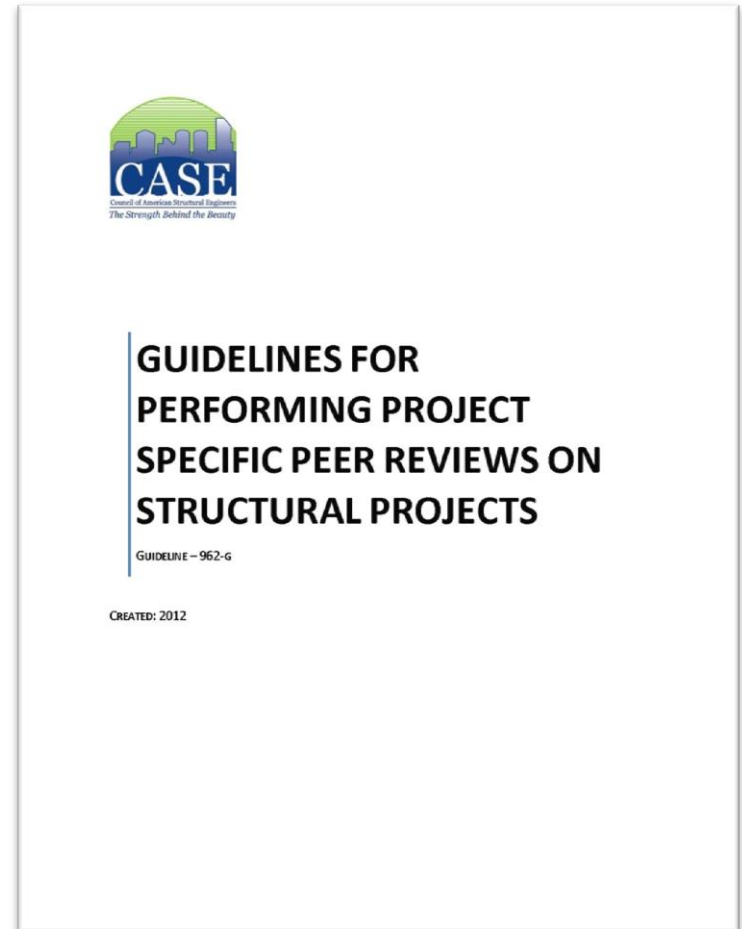 CASE
Council of American Structural Engineers
The Strength Behind the Beauty
GUIDELINES FOR
PERFORMING PROJECT
SPECIFIC PEER REVIEWS ON
STRUCTURAL PROJECTS
GUIDELINE – 962-G
CREATED: 2012